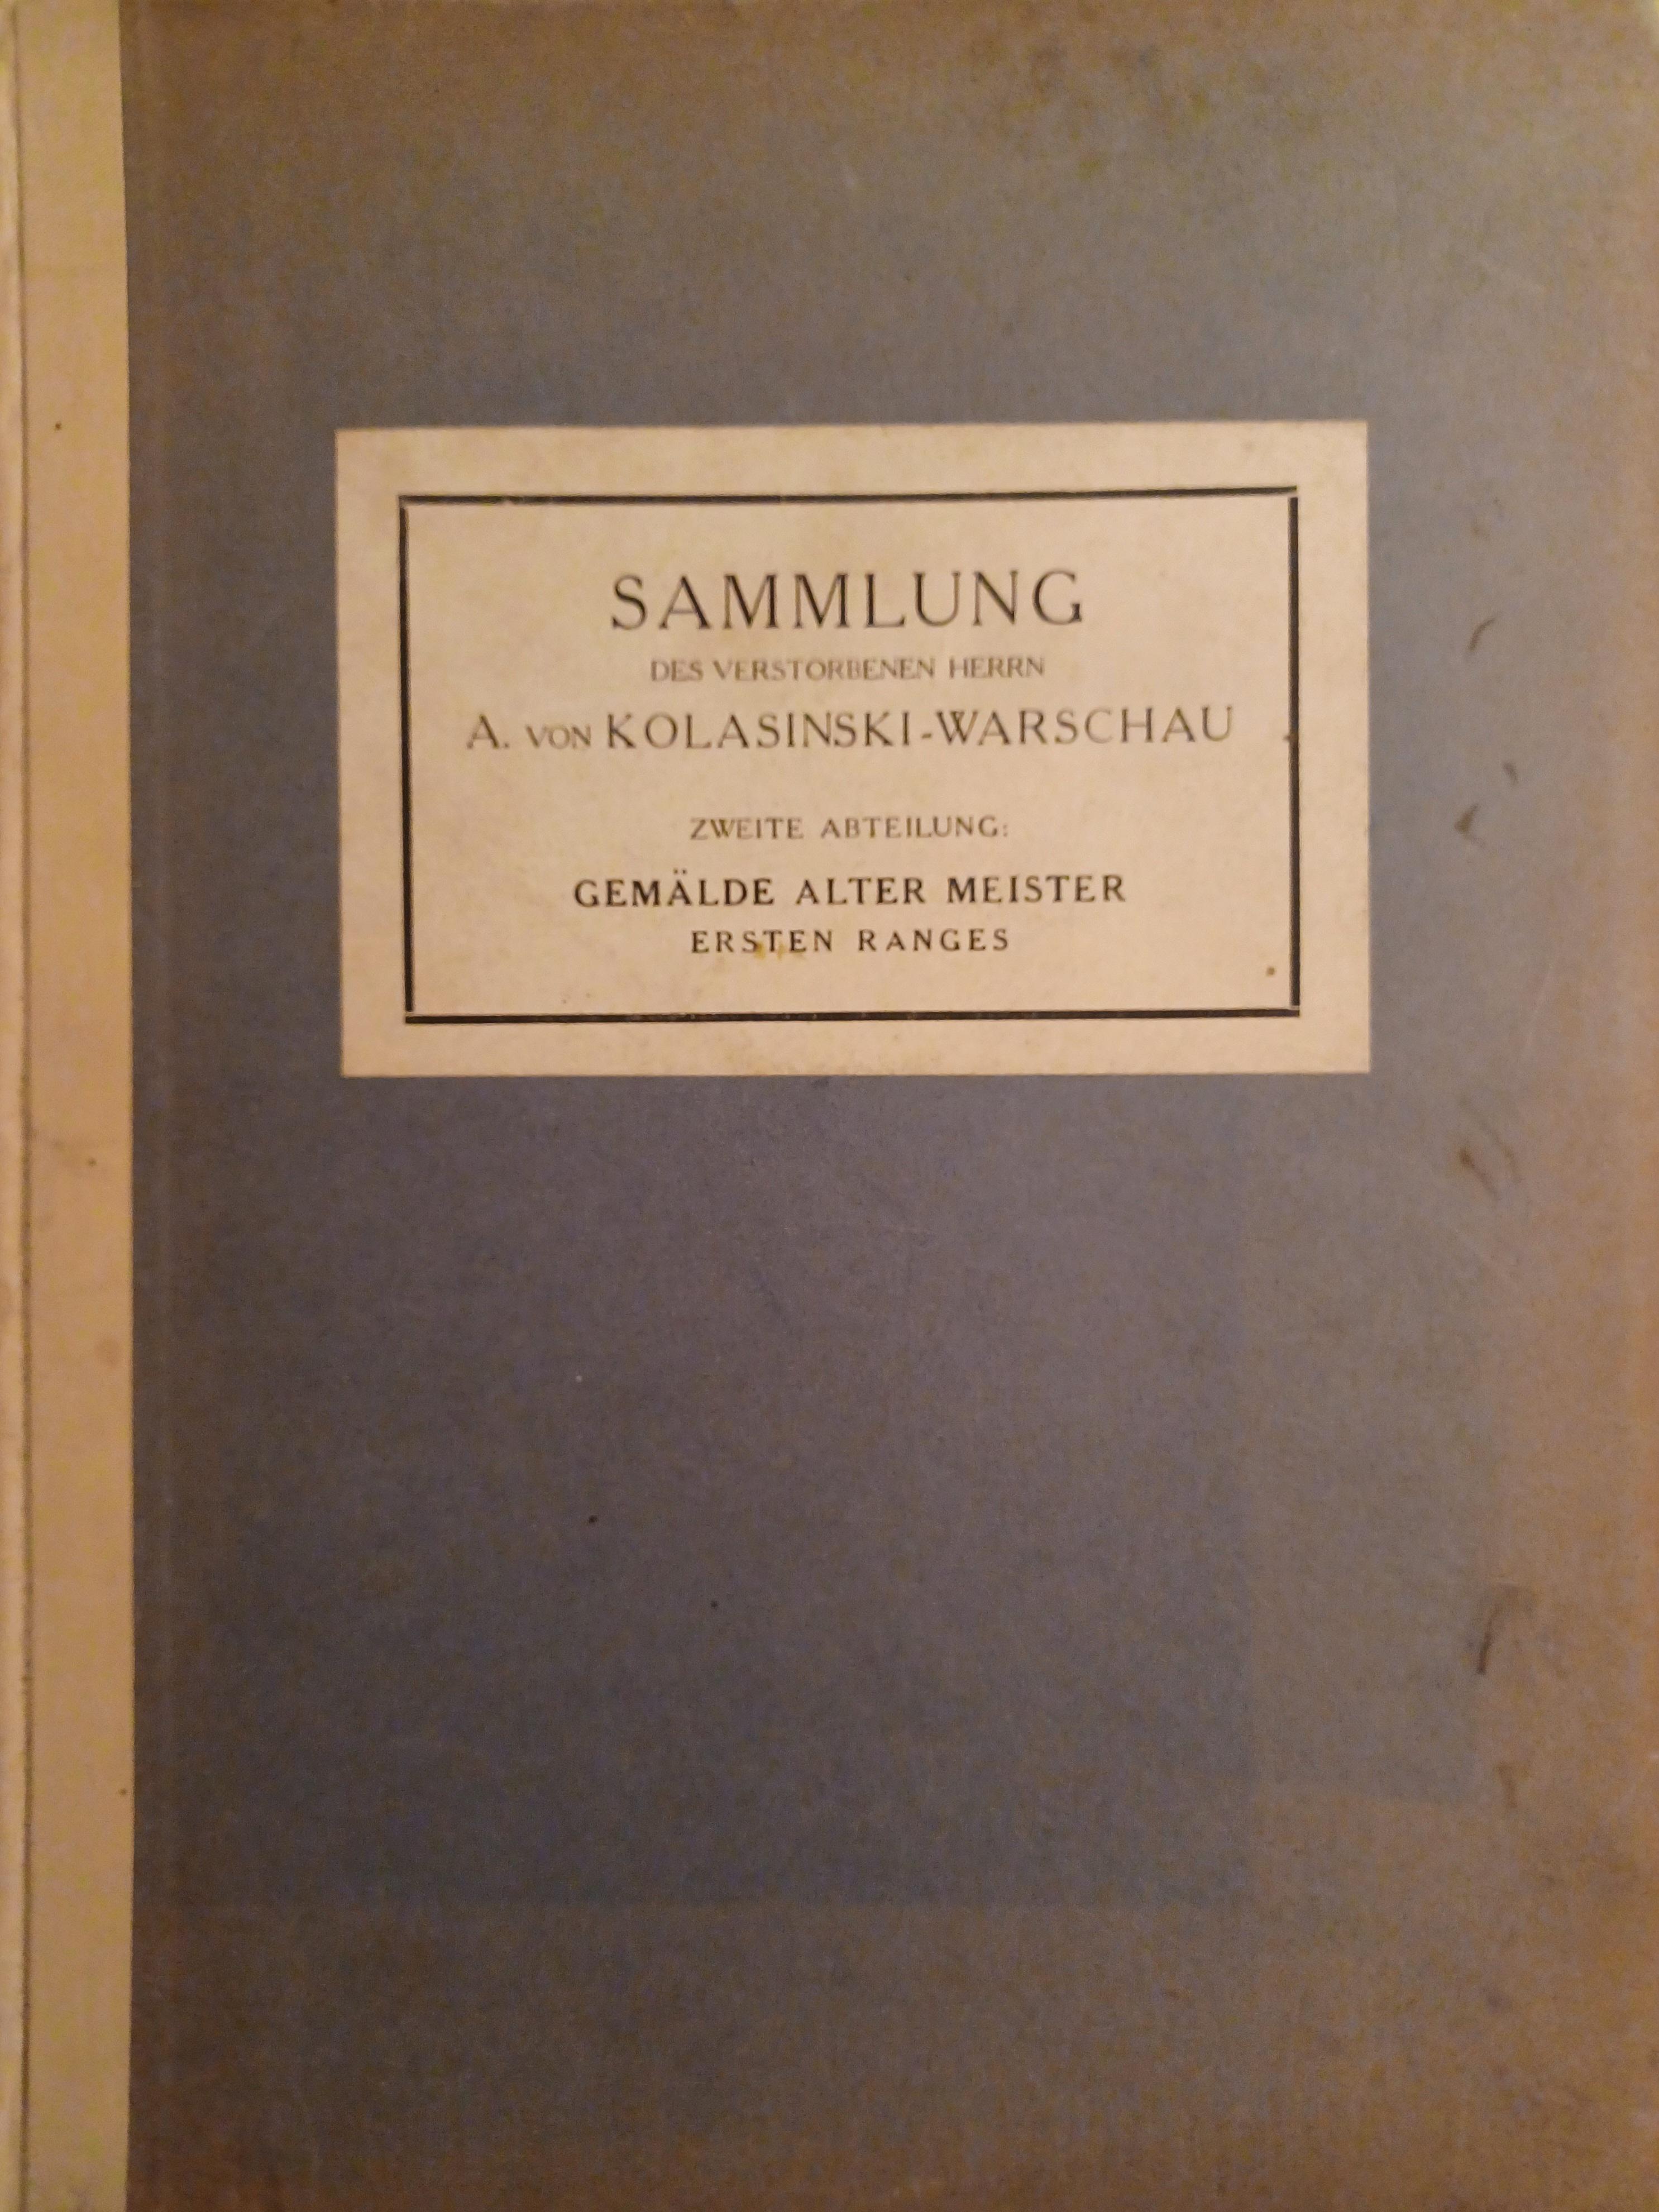 SAMMLUNG
DES VERSTORBENEN HERRN
A. VON KOLASINSKI-WARSCHAU
ZWEITE ABTEILUNG:
GEMÄLDE ALTER MEISTER
ERSTEN RANGES